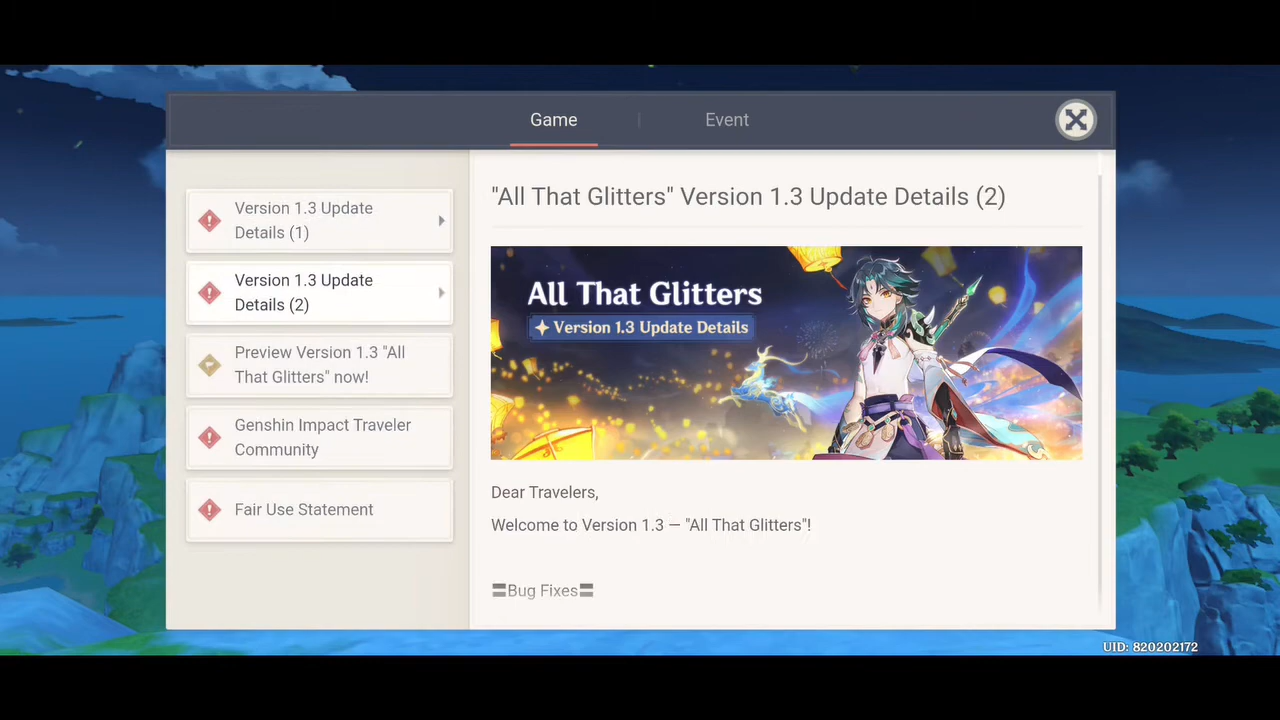 Game
Event
Version 1.3 Update
Details (1)
Version 1.3 Update
Details (2)
Preview Version 1.3 "All
That Glitters" now!
Genshin Impact Traveler
Community
Fair Use Statement
"All That Glitters" Version 1.3 Update Details (2)
All That Glitters
Version 1.3 Update Details
Dear Travelers,
Welcome to Version 1.3 — "All That Glitters"!
〓Bug Fixes〓
UID: 820202172